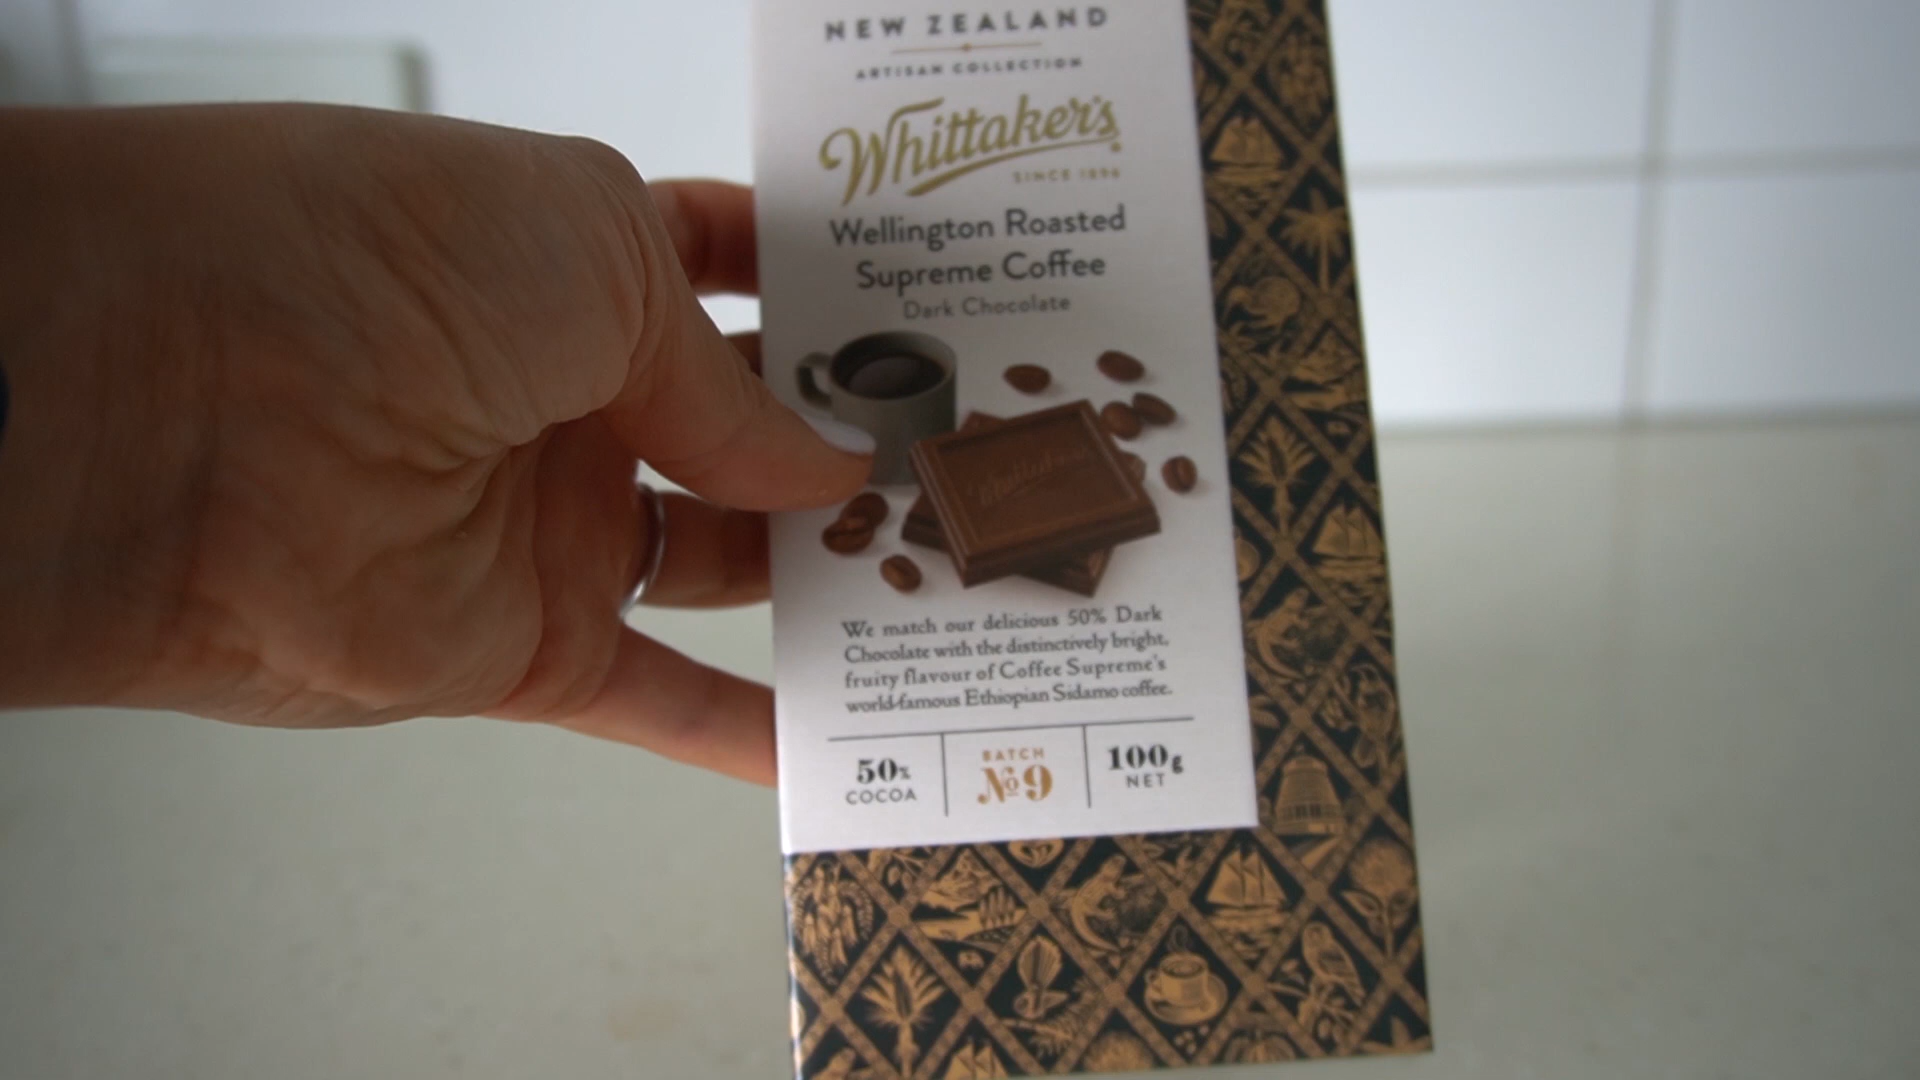 NEW ZEALAND
ARTISAN COLLECTION
Whittaker's
SINCE 1896
Wellington Roasted
Supreme Coffee
Dark Chocolate
Whittaker's
We match our delicious 50% Dark
Chocolate with the distinctively bright,
fruity flavour of Coffee Supreme's
world-famous Ethiopian Sidamo coffee.
50%
COCOA
BATCH
№9
100g
NET